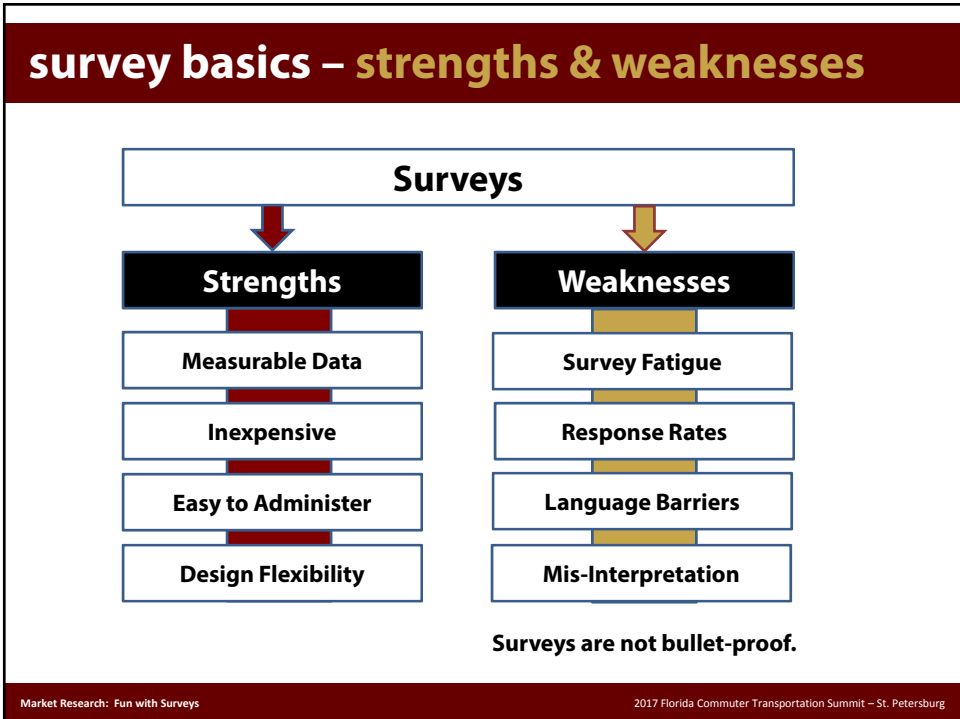 survey basics – strengths & weaknesses
Surveys
Strengths
Measurable Data
Inexpensive
Easy to Administer
Design Flexibility
Weaknesses
Survey Fatigue
Response Rates
Language Barriers
Mis-Interpretation
Surveys are not bullet-proof.
Market Research: Fun with Surveys
2017 Florida Commuter Transportation Summit – St. Petersburg